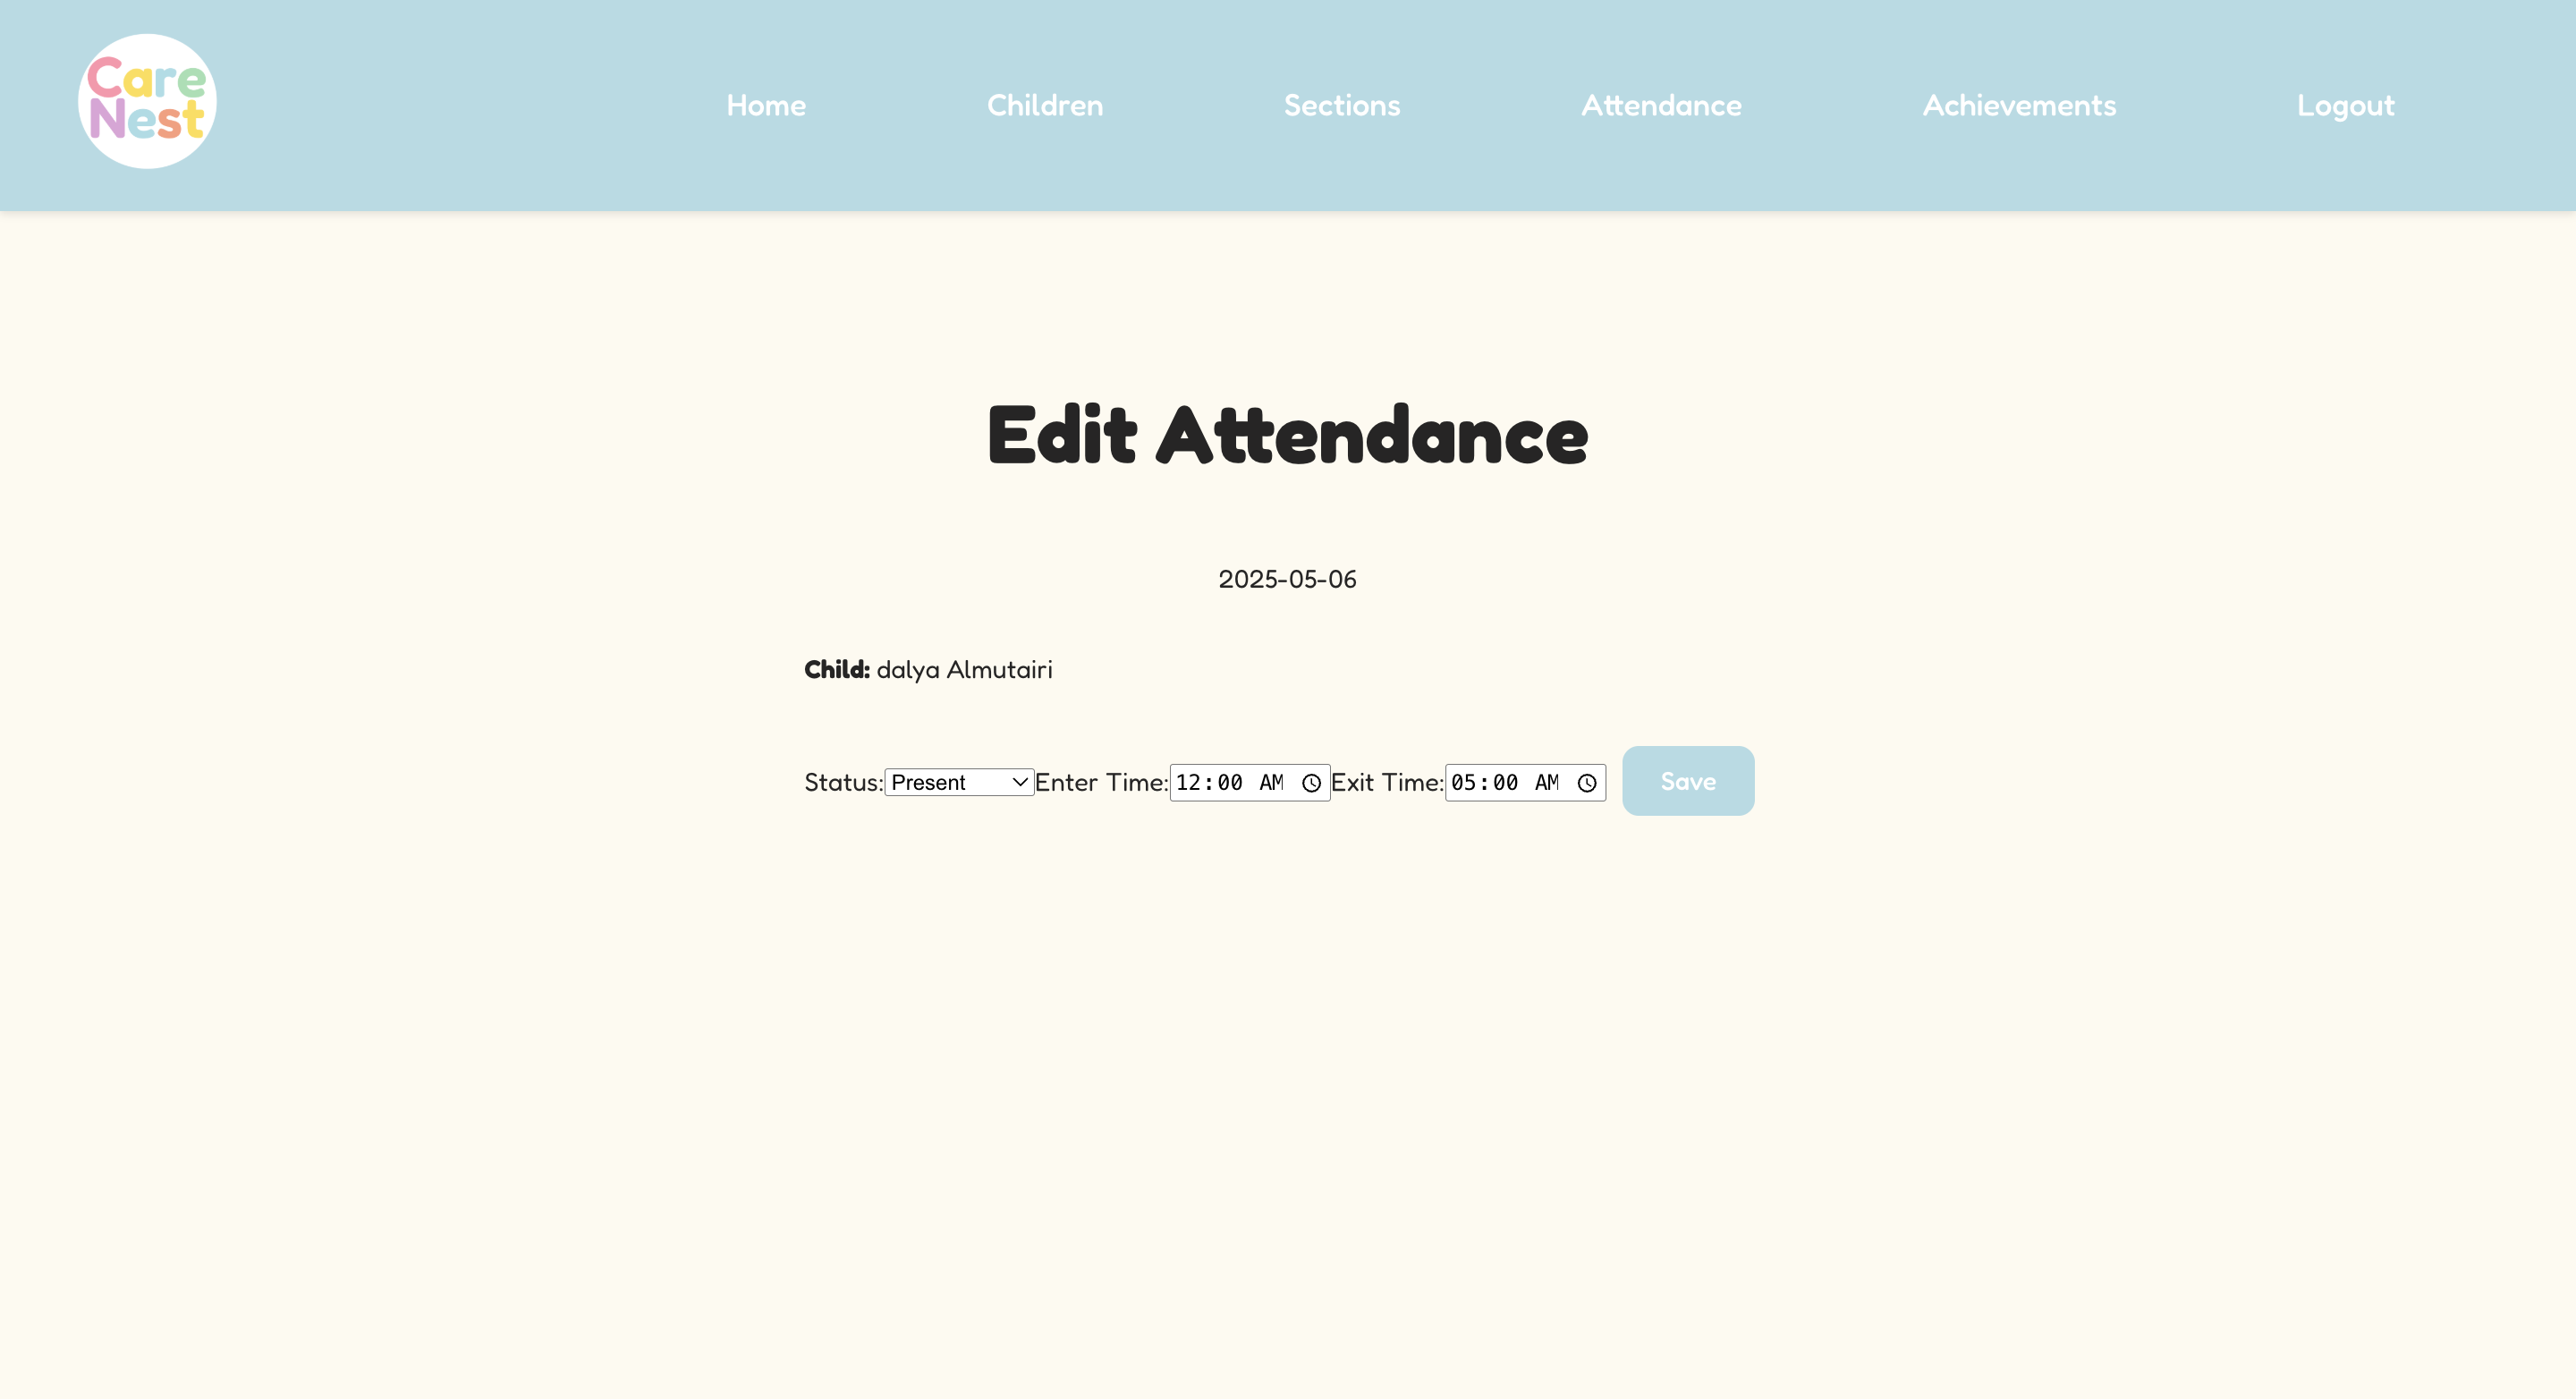 Care
Nest
Home Children Sections Attendance Achievements Logout
Edit Attendance
2025-05-06
Child: dalya Almutairi
Status: Present Enter Time: 12:00 AM Exit Time: 05:00 AM Save